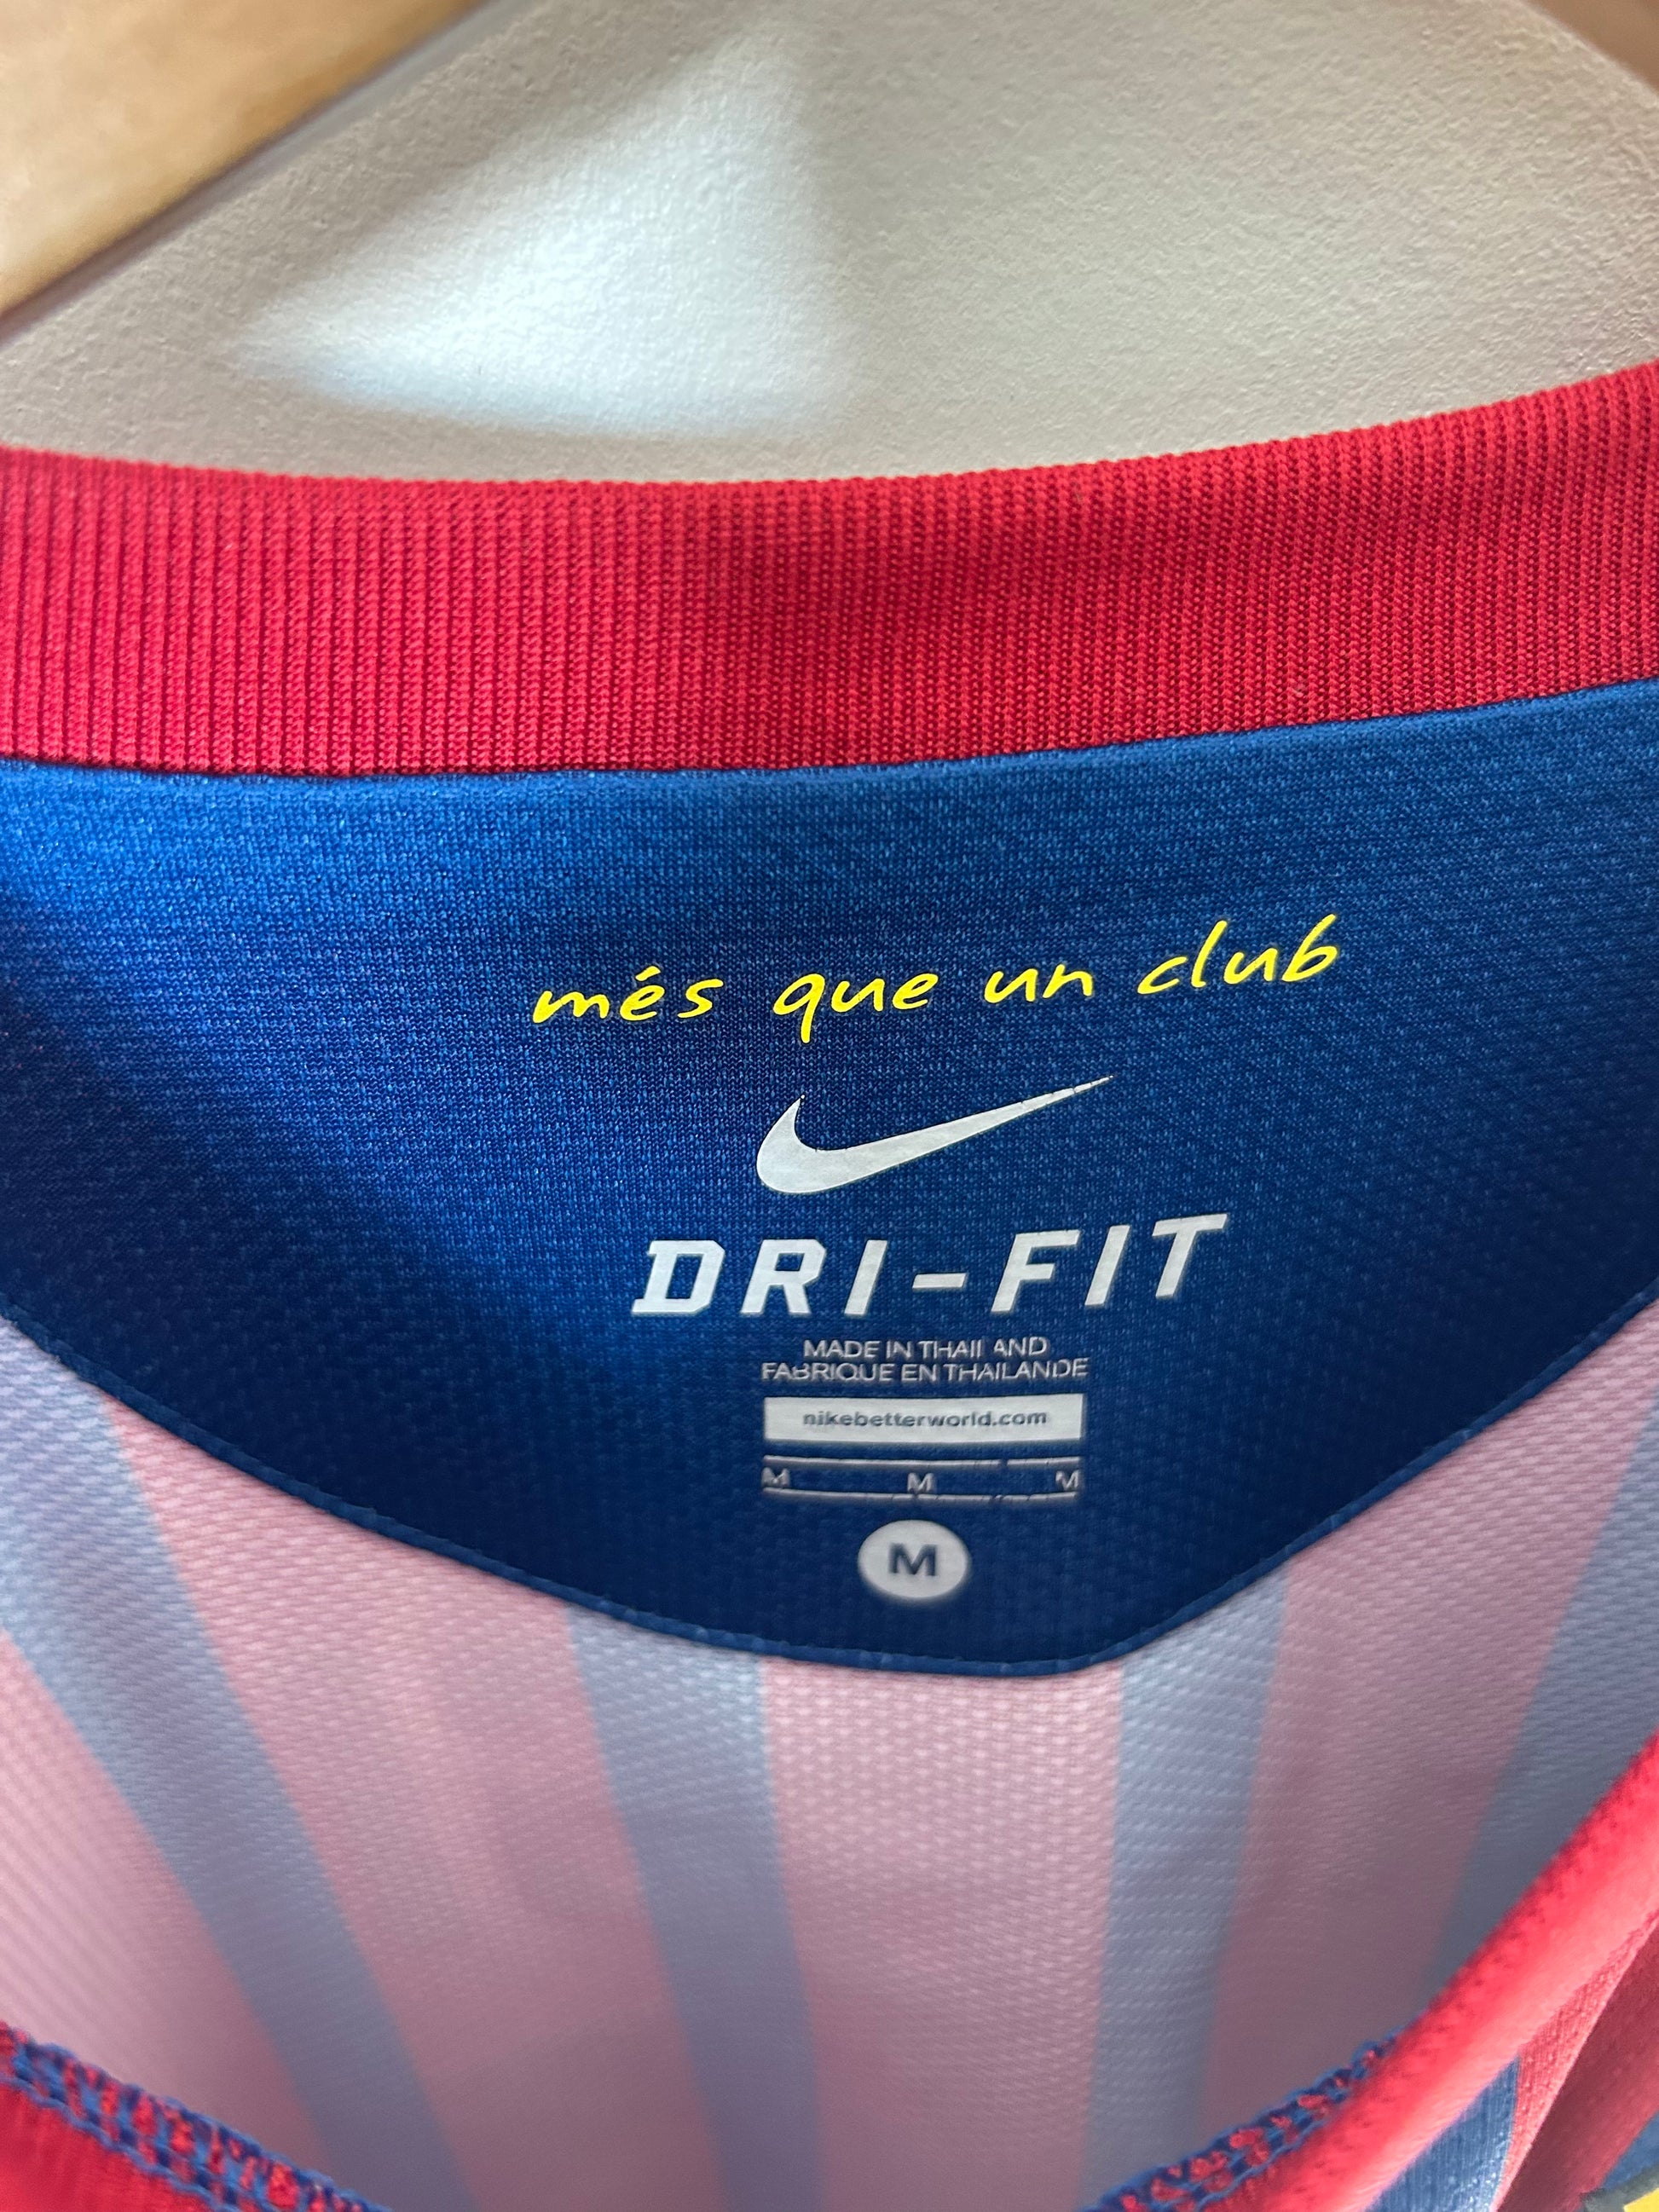 més que un club
DRI-FIT
MADE IN THAILAND
FABRIQUE EN THAILANDE
nikebetterworld.com
M M M
M